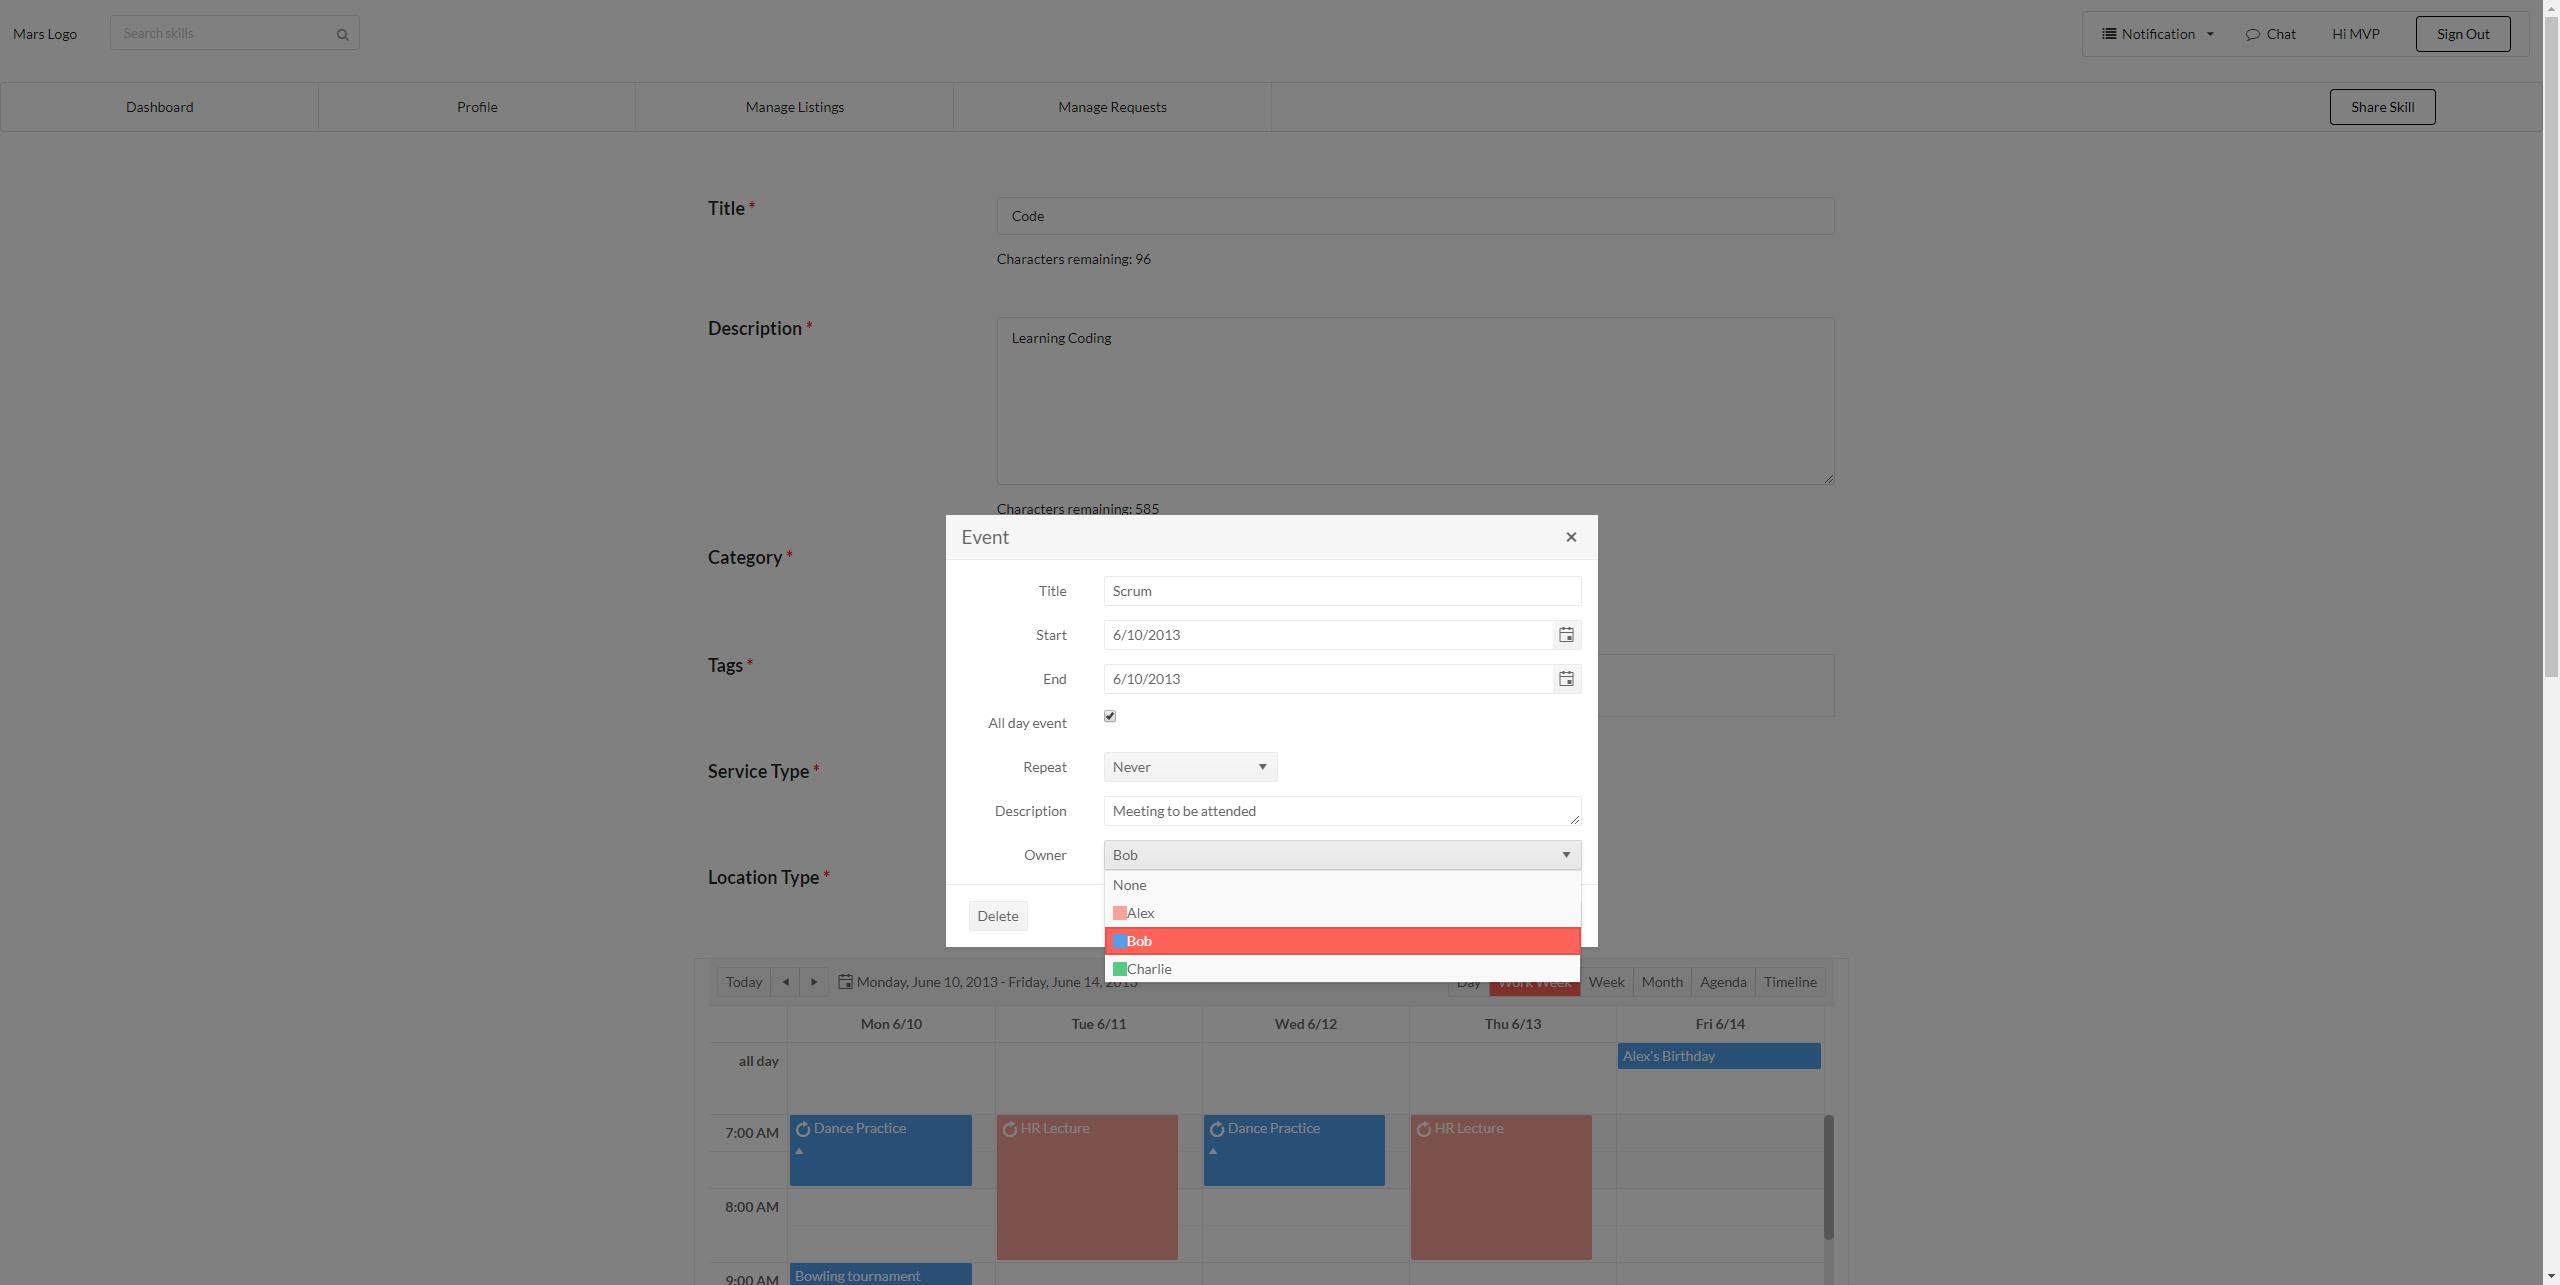 Mars Logo
Search skills
Notification
Chat
Hi MVP
Sign Out
Dashboard
Profile
Manage Listings
Manage Requests
Share Skill
Title *
Code
Characters remaining: 96
Description *
Learning Coding
Characters remaining: 585
Category *
Tags *
Service Type *
Location Type *
Event
Title
Scrum
Start
6/10/2013
End
6/10/2013
All day event
Repeat
Never
Description
Meeting to be attended
Owner
Bob
None
Alex
Bob
Charlie
Delete
Today
Monday, June 10, 2013 - Friday, June 14, 2013
Day
Work Week
Week
Month
Agenda
Timeline
Mon 6/10
Tue 6/11
Wed 6/12
Thu 6/13
Fri 6/14
all day
Alex's Birthday
7:00 AM
Dance Practice
HR Lecture
Dance Practice
HR Lecture
8:00 AM
9:00 AM
Bowling tournament